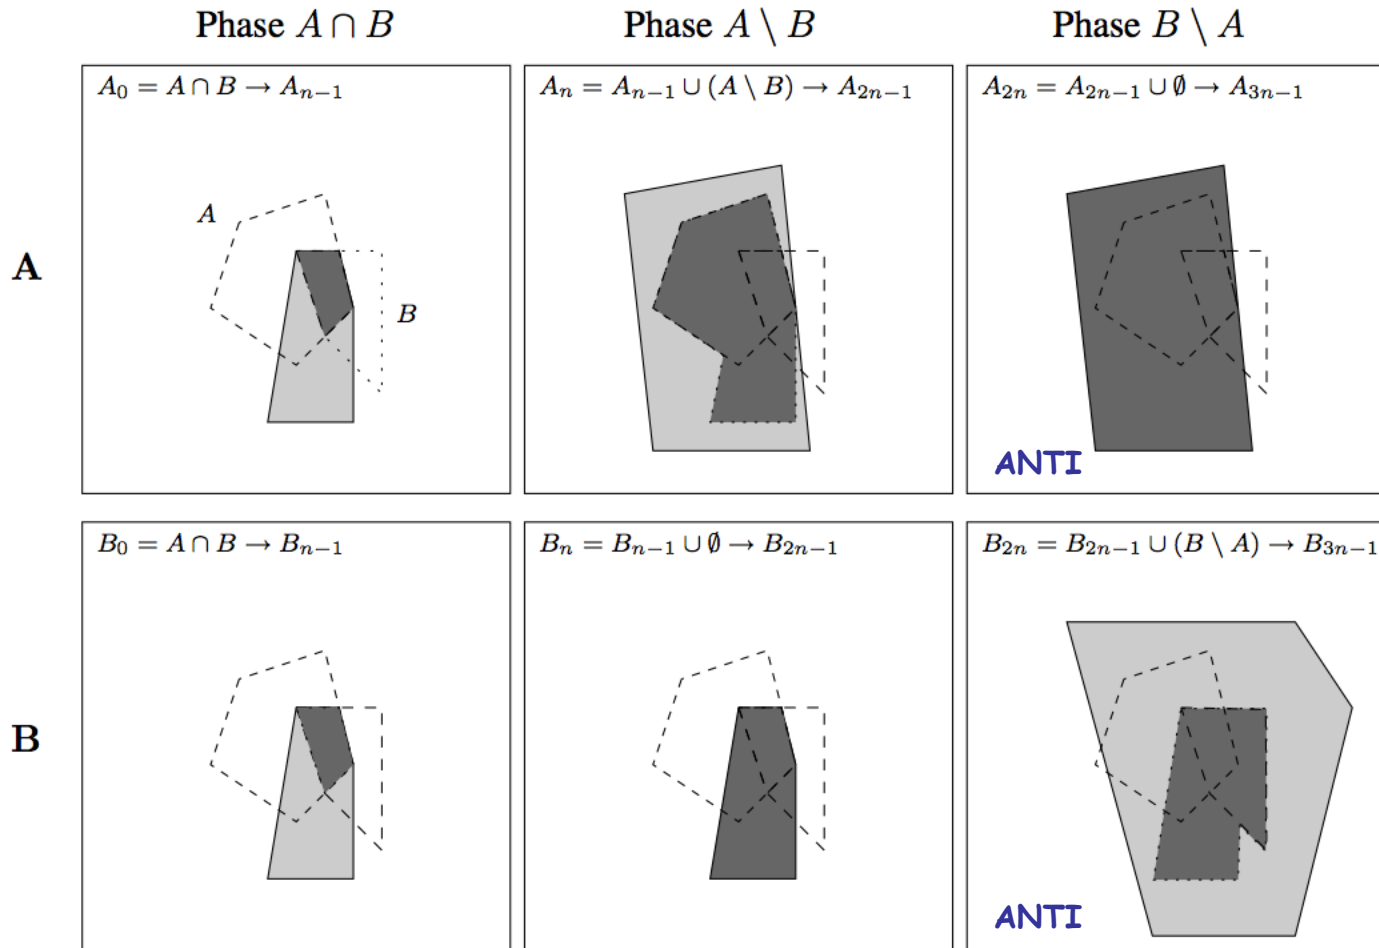 Phase A ∩ B Phase A \ B Phase B \ A
A₀ = A ∩ B → Aₙ₋₁ Aₙ = Aₙ₋₁ ∪ (A \ B) → A₂ₙ₋₁ A₂ₙ = A₂ₙ₋₁ ∪ ∅ → A₃ₙ₋₁
A
A
B
ANTI
B₀ = A ∩ B → Bₙ₋₁ Bₙ = Bₙ₋₁ ∪ ∅ → B₂ₙ₋₁ B₂ₙ = B₂ₙ₋₁ ∪ (B \ A) → B₃ₙ₋₁
B
ANTI